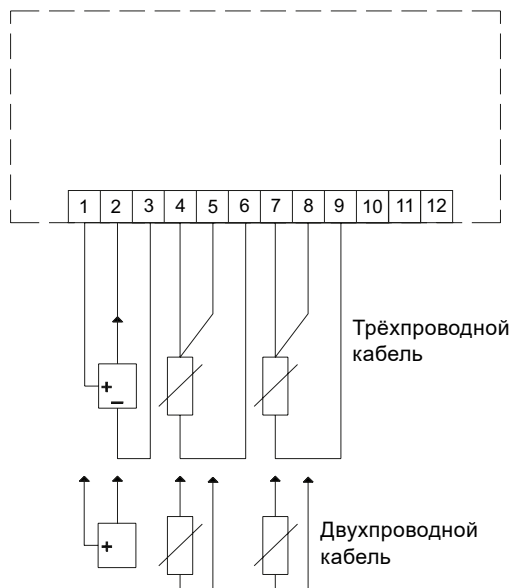 1 2 3 4 5 6 7 8 9 10 11 12
Трёхпроводной
кабель
+
−
Двухпроводной
кабель
+